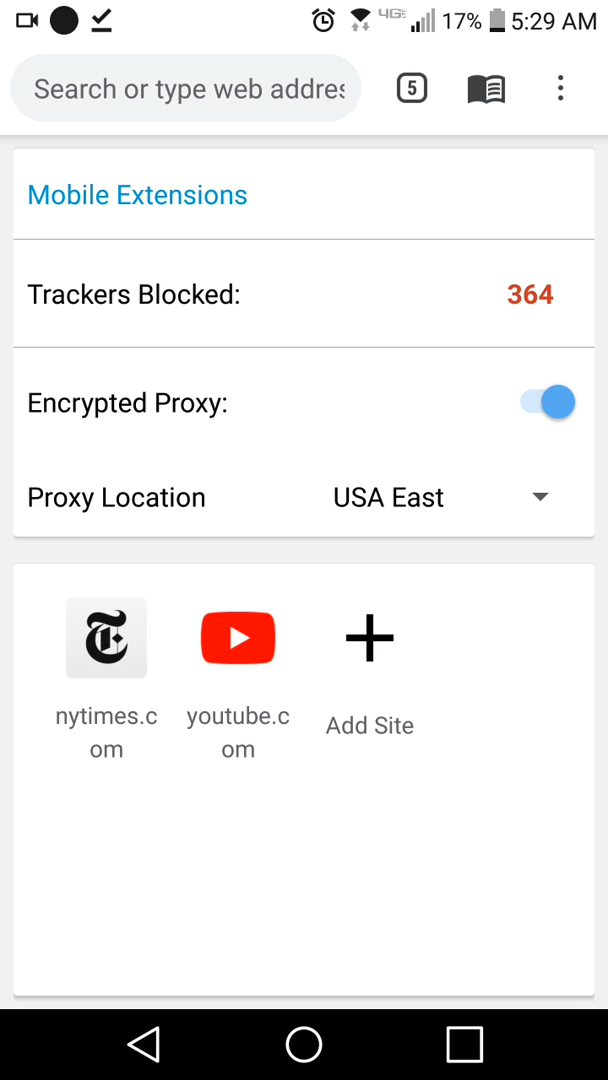 4GE 17% 5:29 AM
Search or type web addres
5
Mobile Extensions
Trackers Blocked: 364
Encrypted Proxy:
Proxy Location USA East
nytimes.c
om
youtube.c
om
Add Site